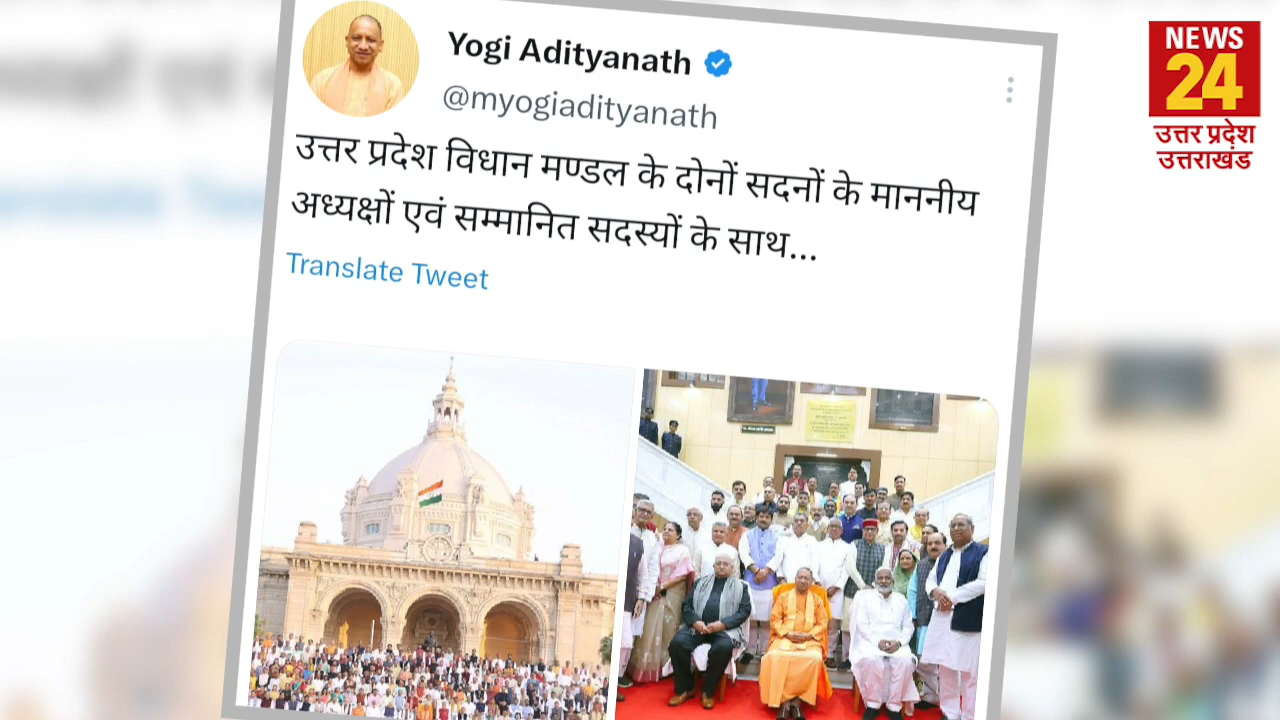 Yogi Adityanath
@myogiadityanath
उत्तर प्रदेश विधान मण्डल के दोनों सदनों के माननीय
अध्यक्षों एवं सम्मानित सदस्यों के साथ...
Translate Tweet
NEWS
24
उत्तर प्रदेश
उत्तराखंड